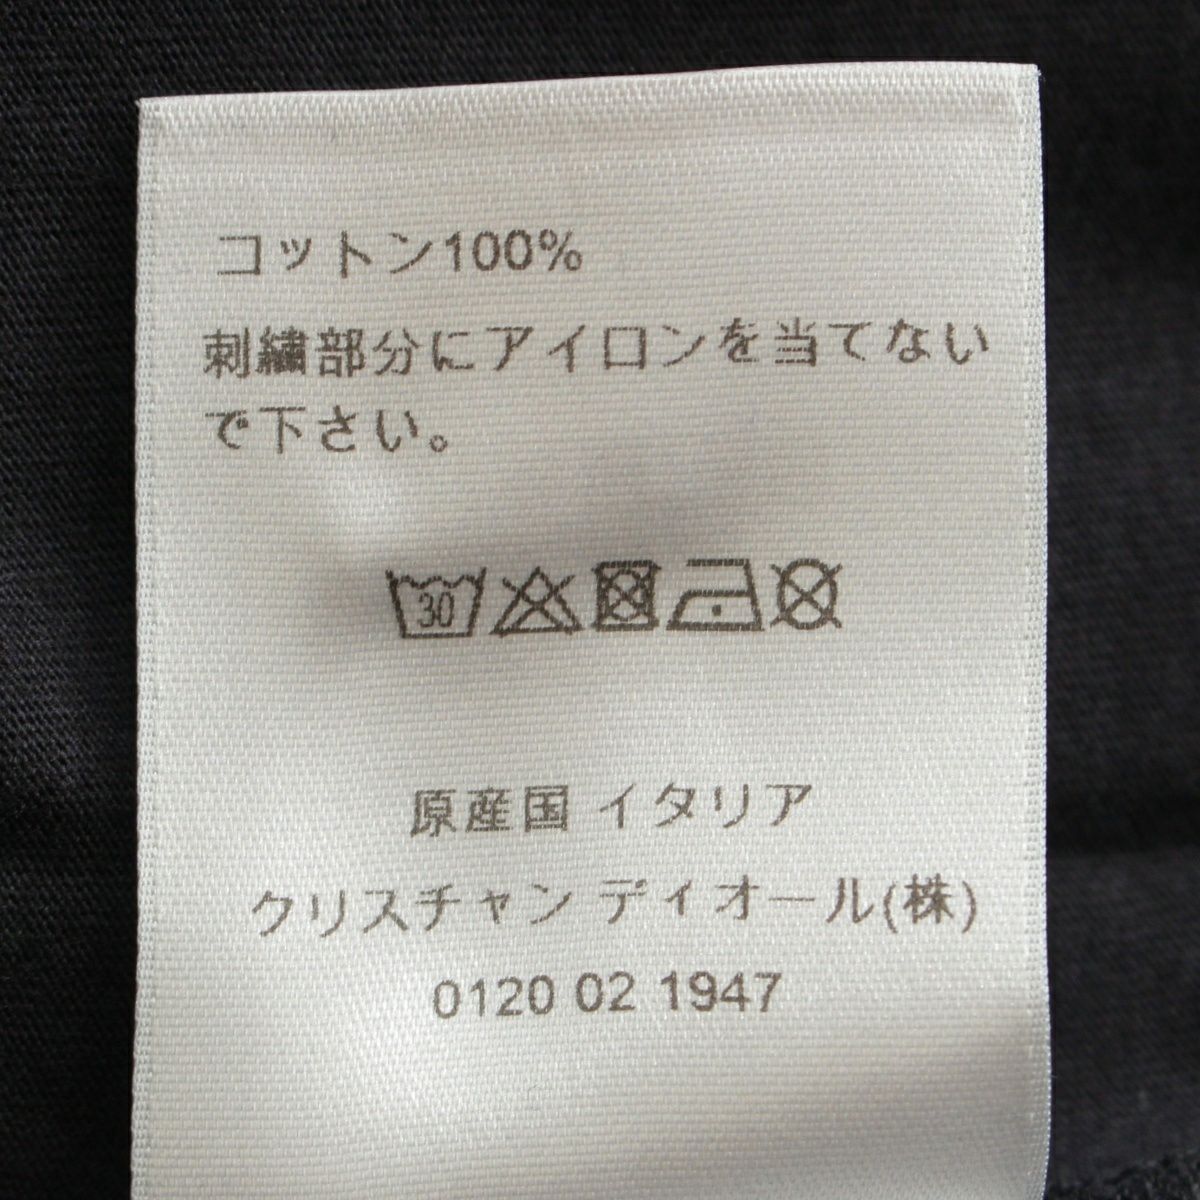 コットン100%
刺繍部分にアイロンを当てない
で下さい。
30
原産国 イタリア
クリスチャン ディオール(株)
0120 02 1947